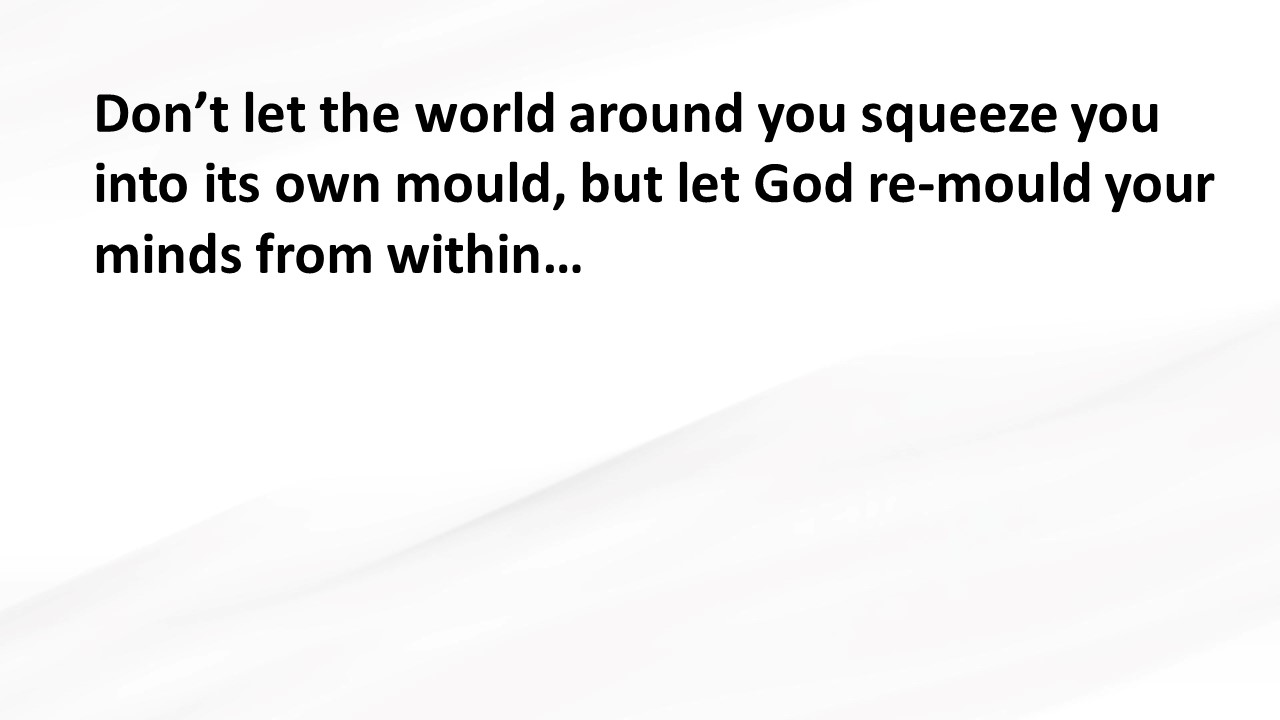 Don’t let the world around you squeeze you
into its own mould, but let God re-mould your
minds from within…